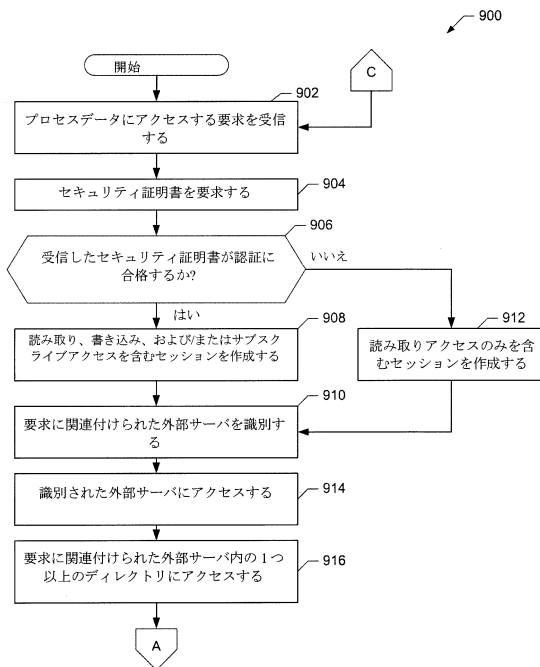 900
開始
C
902
プロセスデータにアクセスする要求を受信
する
904
セキュリティ証明書を要求する
906
受信したセキュリティ証明書が認証に
合格するか?
いいえ
はい
908
読み取り、書き込み、および/またはサブスク
ライブアクセスを含むセッションを作成する
912
読み取りアクセスのみを含
むセッションを作成する
910
要求に関連付けられた外部サーバを識別す
る
914
識別された外部サーバにアクセスする
916
要求に関連付けられた外部サーバ内の1つ
以上のディレクトリにアクセスする
A